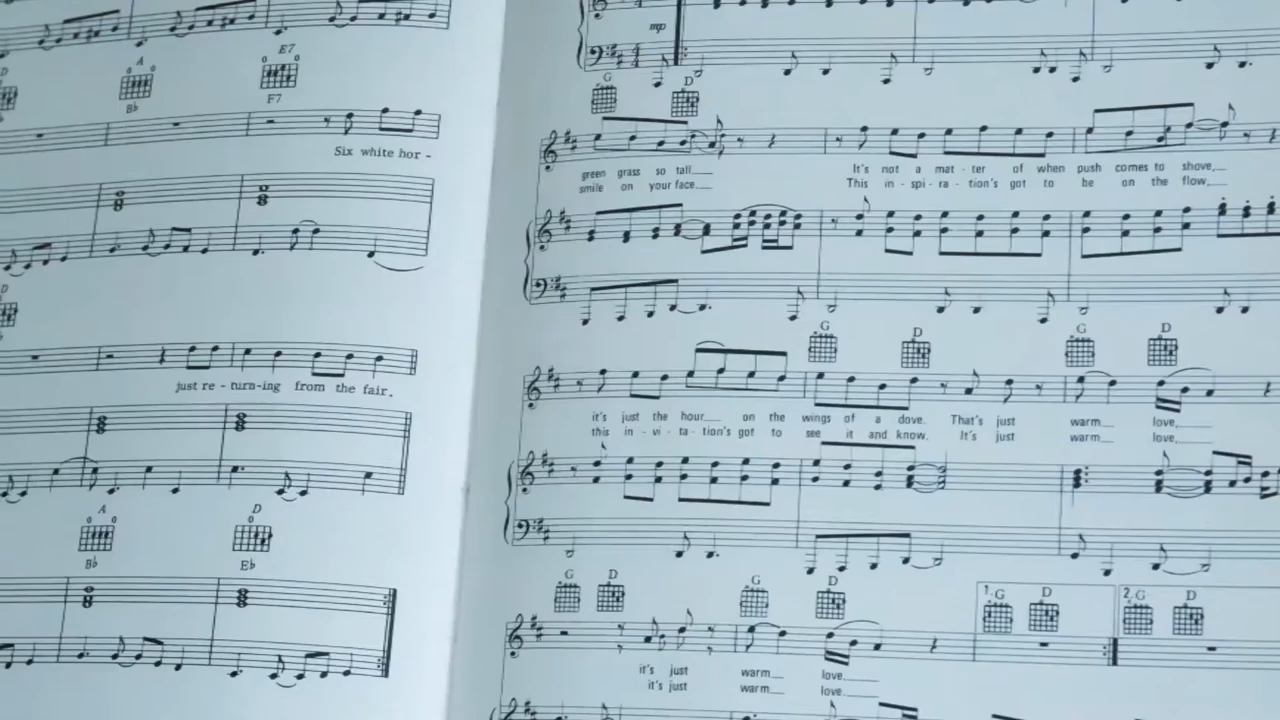 E7
D A
Bb F7
Six white hor -
D
just re - turn-ing from the fair.
A D
Bb Eb
mp
G D
green grass so tall It's not a mat - ter of when push comes to shove,
smile on your face This in - spi - ra - tion's got to be on the flow,
G D G D
it's just the hour on the wings of a dove. That's just warm love,
this in - vi - ta - tion's got to see it and know. It's just warm love,
G D G D 1. G D 2. G D
it's just warm love
it's just warm love